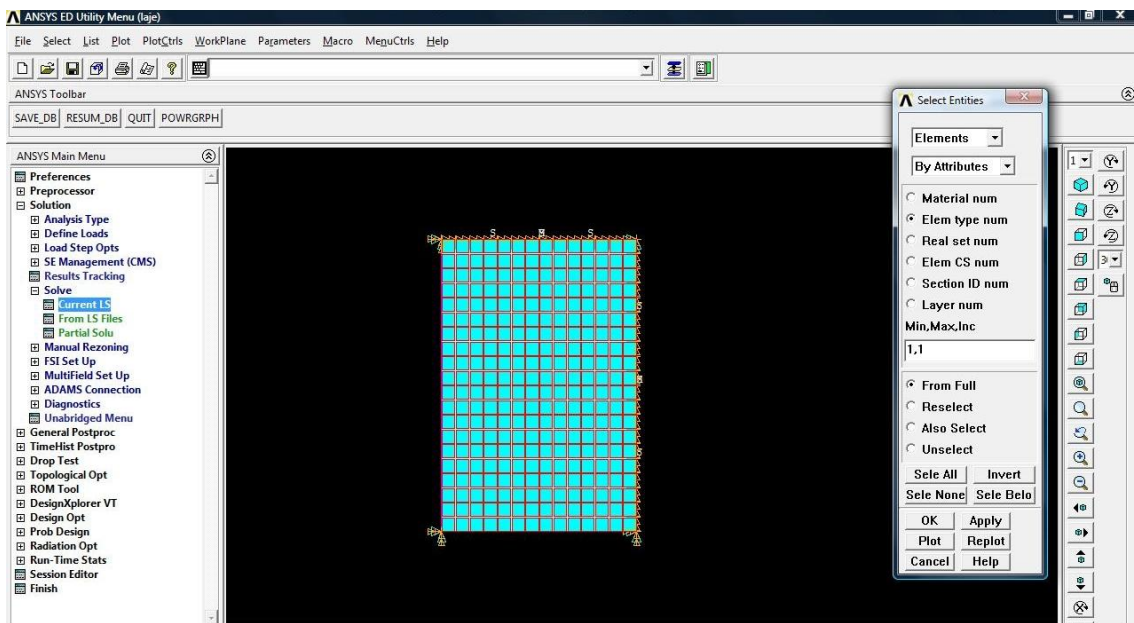 ANSYS ED Utility Menu (laje)
File Select List Plot PlotCtrls WorkPlane Parameters Macro MenuCtrls Help
ANSYS Toolbar
SAVE_DB RESUM_DB QUIT POWRGRPH
ANSYS Main Menu
Preferences
Preprocessor
Solution
Analysis Type
Define Loads
Load Step Opts
SE Management (CMS)
Results Tracking
Solve
Current LS
From LS Files
Partial Solu
Manual Rezoning
FSI Set Up
MultiField Set Up
ADAMS Connection
Diagnostics
Unabridged Menu
General Postproc
TimeHist Postpro
Drop Test
Topological Opt
ROM Tool
DesignXplorer VT
Design Opt
Prob Design
Radiation Opt
Run-Time Stats
Session Editor
Finish
Select Entities
Elements
By Attributes
Material num
Elem type num
Real set num
Elem CS num
Section ID num
Layer num
Min,Max,Inc
1,1
From Full
Reselect
Also Select
Unselect
Sele All Invert
Sele None Sele Belo
OK Apply
Plot Replot
Cancel Help
1